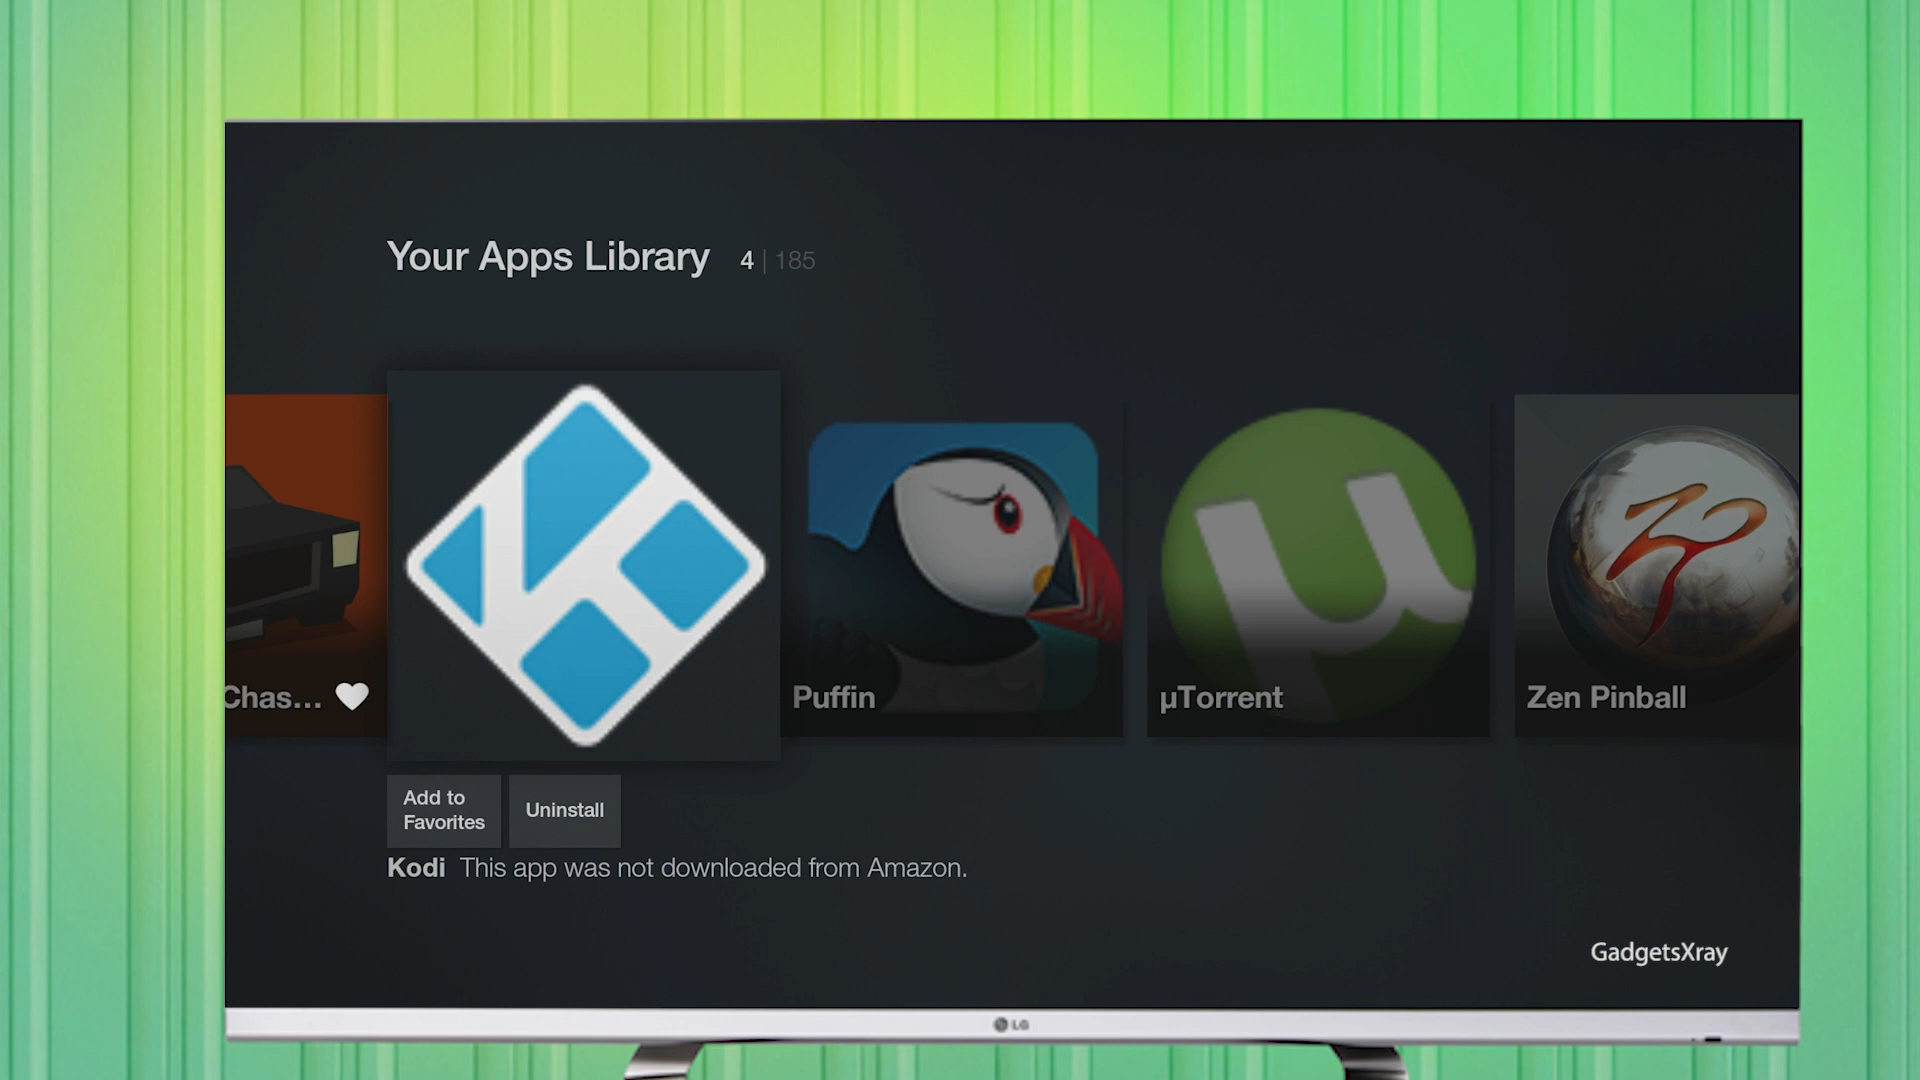 Your Apps Library 4 | 185
Chas...
Puffin
µTorrent
Zen Pinball
Add to
Favorites
Uninstall
Kodi This app was not downloaded from Amazon.
GadgetsXray
LG